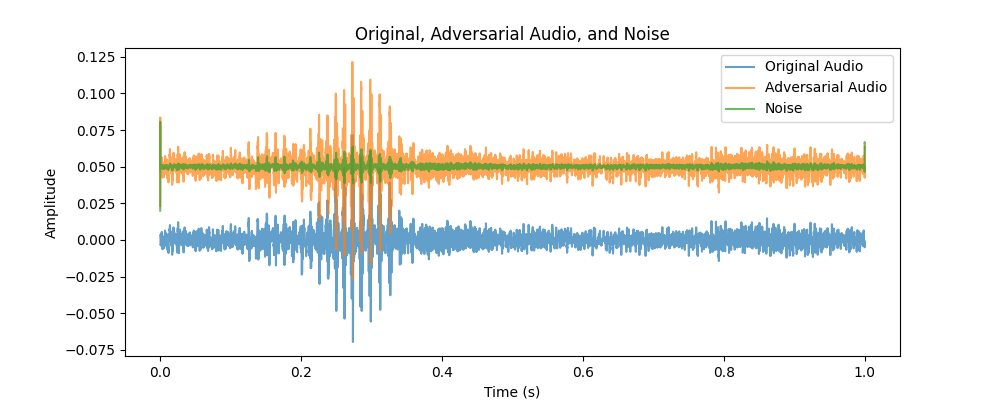 Original, Adversarial Audio, and Noise
Original Audio
Adversarial Audio
Noise
Amplitude
0.125
0.100
0.075
0.050
0.025
0.000
−0.025
−0.050
−0.075
0.0
0.2
0.4
0.6
0.8
1.0
Time (s)